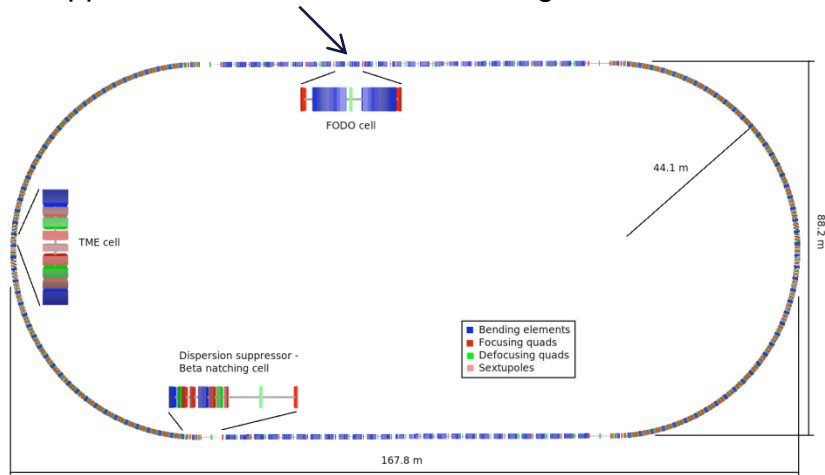 FODO cell
44.1 m
TME cell
88.2 m
Bending elements
Focusing quads
Defocusing quads
Sextupoles
Dispersion suppressor -
Beta natching cell
167.8 m